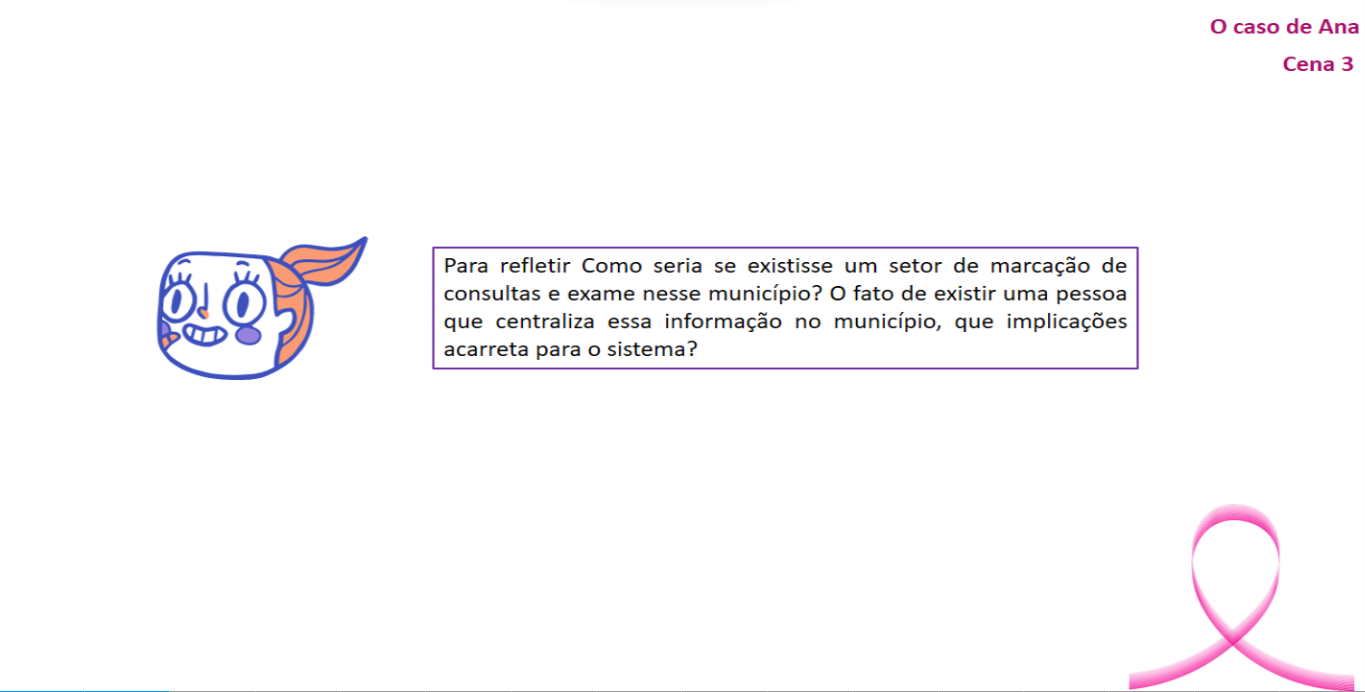 O caso de Ana
Cena 3
Para refletir Como seria se existisse um setor de marcação de
consultas e exame nesse município? O fato de existir uma pessoa
que centraliza essa informação no município, que implicações
acarreta para o sistema?